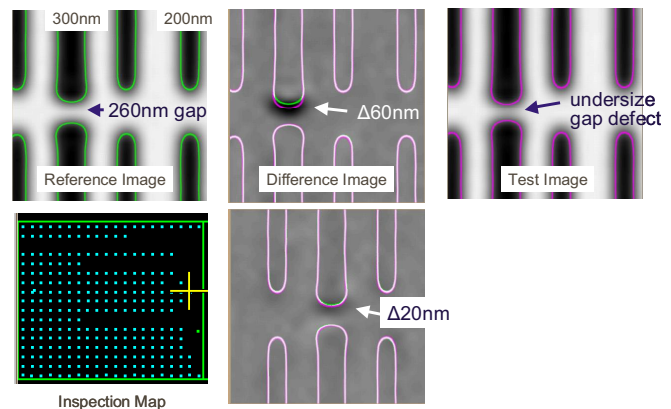 300nm
200nm
260nm gap
Reference Image
Δ60nm
Difference Image
undersize
gap defect
Test Image
Δ20nm
Inspection Map